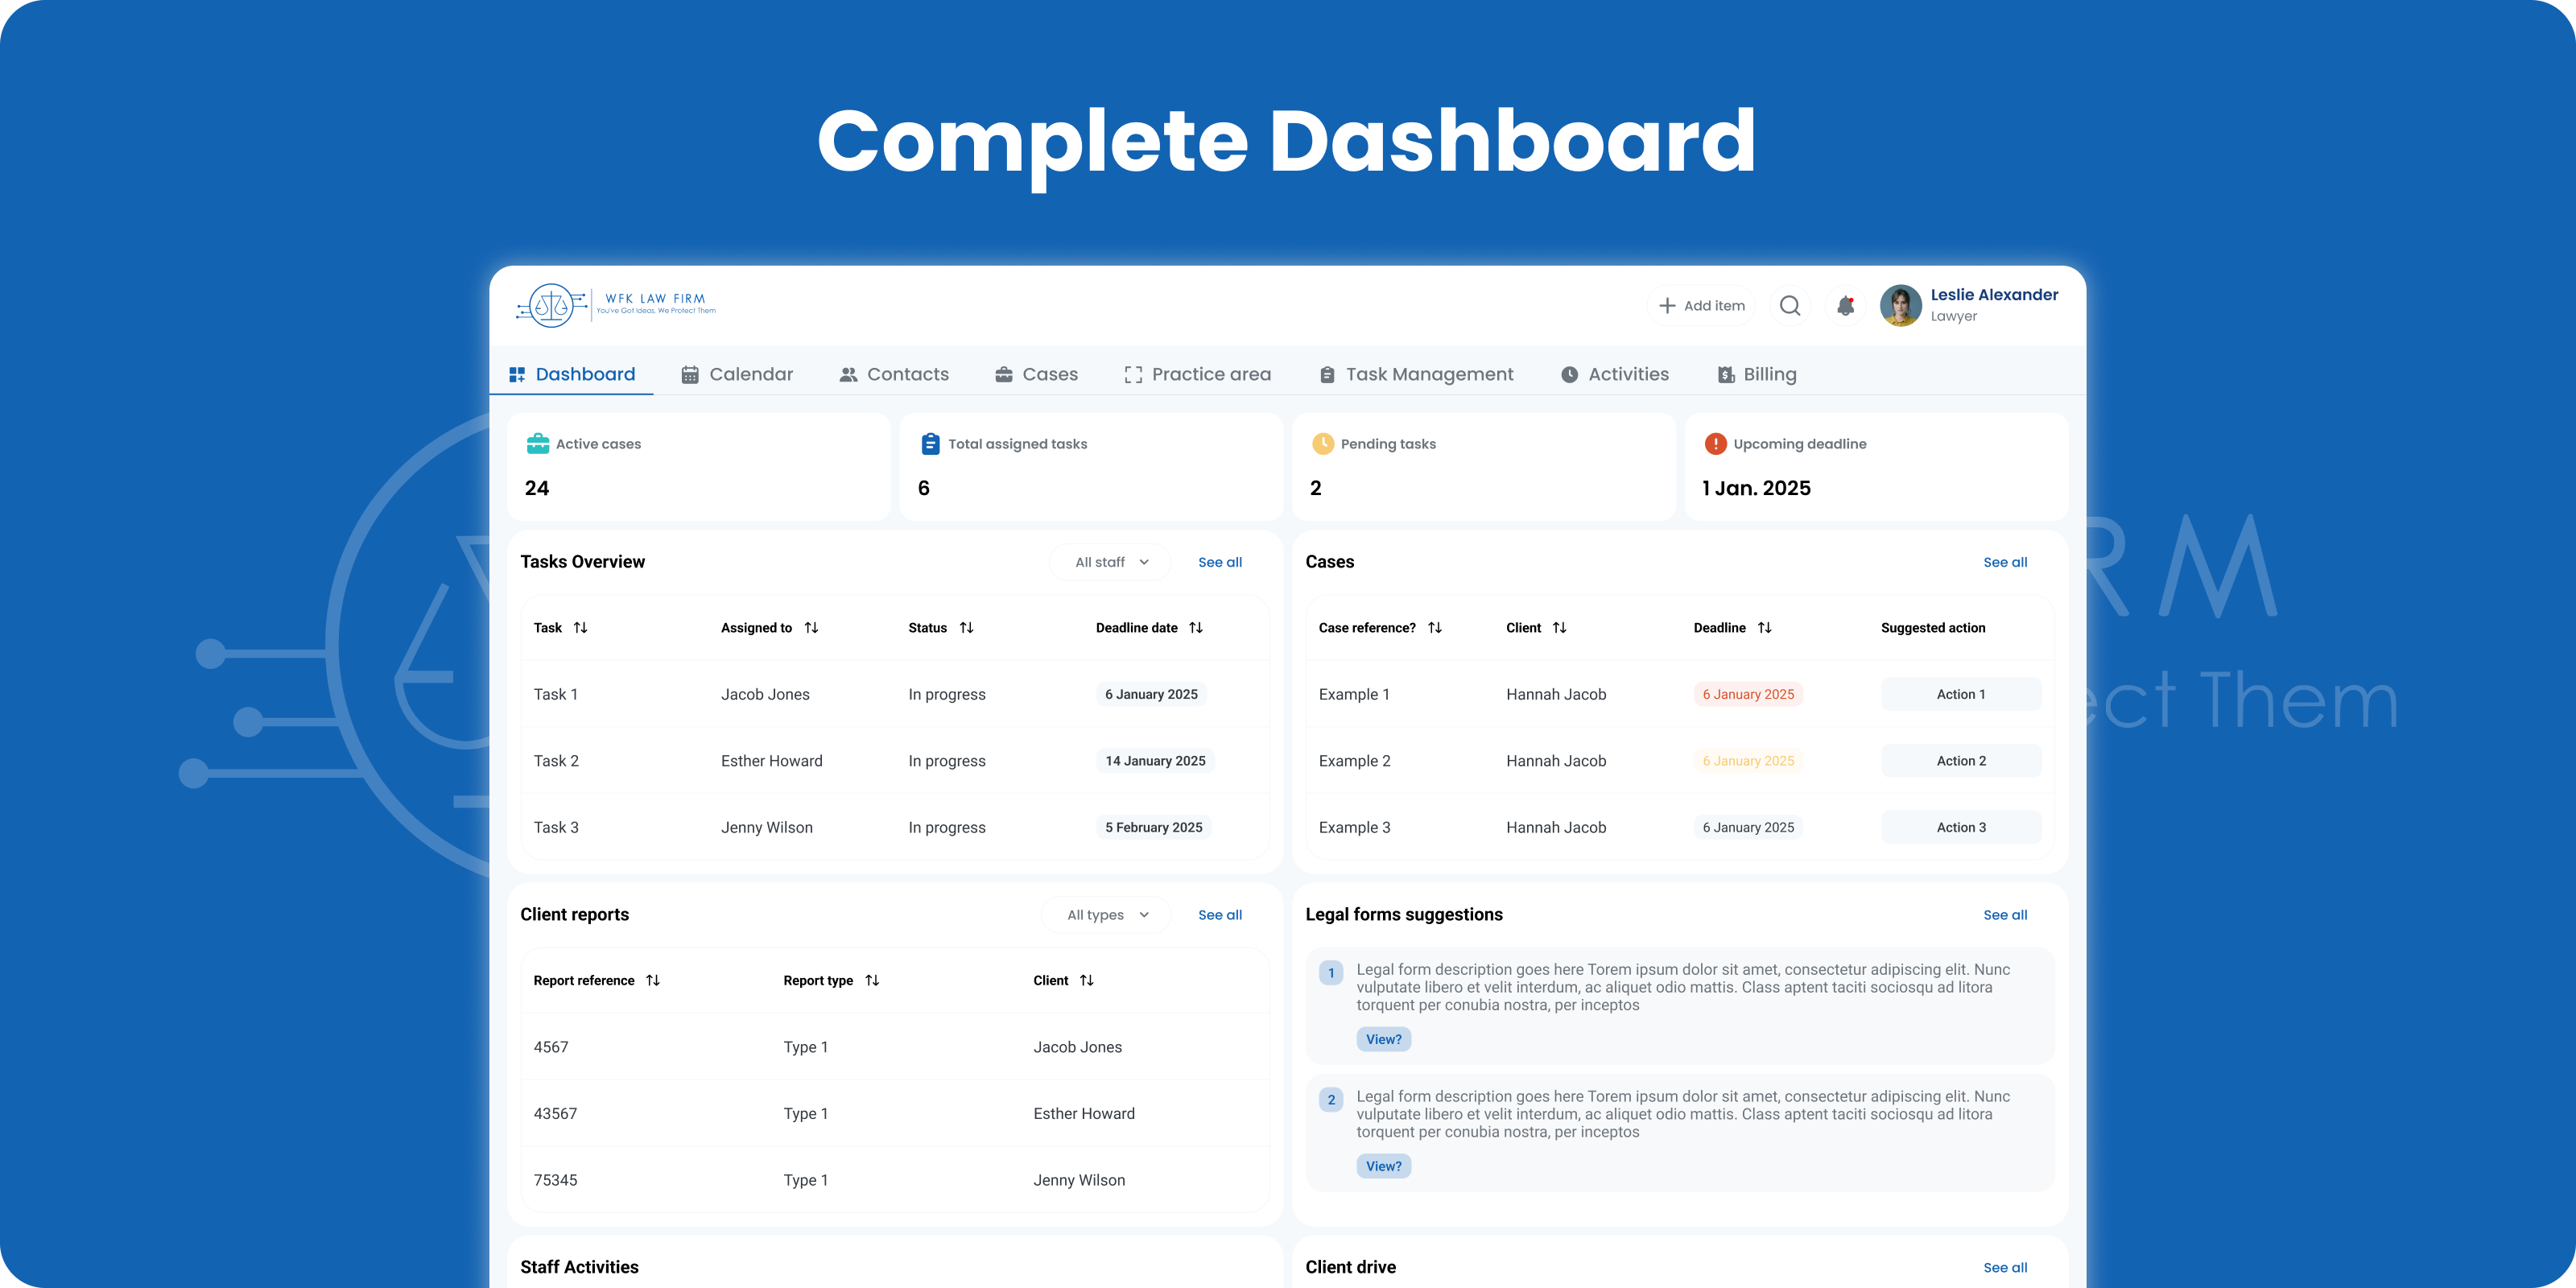 Complete Dashboard
WFK LAW FIRM
You've Got Ideas, We Protect Them
Add item
Leslie Alexander
Lawyer
Dashboard Calendar Contacts Cases Practice area Task Management Activities Billing
Active cases
24
Total assigned tasks
6
Pending tasks
2
Upcoming deadline
1 Jan. 2025
Tasks Overview All staff See all
Task Assigned to Status Deadline date
Task 1 Jacob Jones In progress 6 January 2025
Task 2 Esther Howard In progress 14 January 2025
Task 3 Jenny Wilson In progress 5 February 2025
Cases See all
Case reference? Client Deadline Suggested action
Example 1 Hannah Jacob 6 January 2025 Action 1
Example 2 Hannah Jacob 6 January 2025 Action 2
Example 3 Hannah Jacob 6 January 2025 Action 3
Client reports All types See all
Report reference Report type Client
4567 Type 1 Jacob Jones
43567 Type 1 Esther Howard
75345 Type 1 Jenny Wilson
Legal forms suggestions See all
1 Legal form description goes here Torem ipsum dolor sit amet, consectetur adipiscing elit. Nunc
vulputate libero et velit interdum, ac aliquet odio mattis. Class aptent taciti sociosqu ad litora
torquent per conubia nostra, per inceptos
View?
2 Legal form description goes here Torem ipsum dolor sit amet, consectetur adipiscing elit. Nunc
vulputate libero et velit interdum, ac aliquet odio mattis. Class aptent taciti sociosqu ad litora
torquent per conubia nostra, per inceptos
View?
Staff Activities
Client drive See all
RM
ect Them